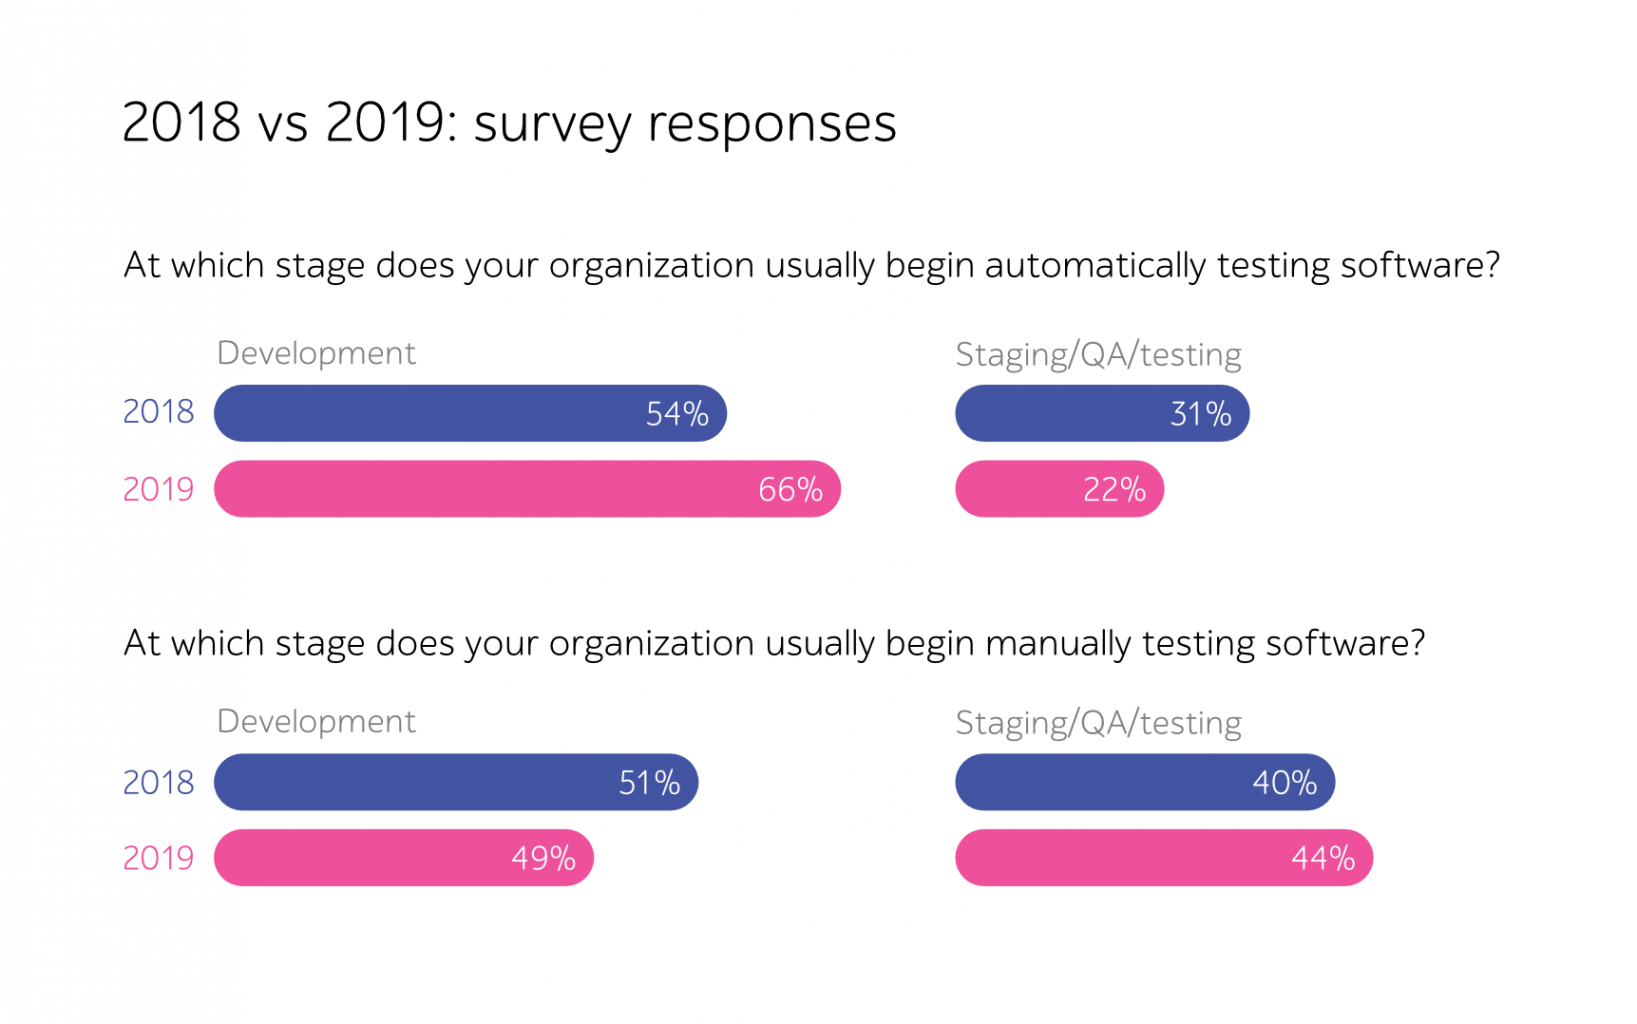 2018 vs 2019: survey responses
At which stage does your organization usually begin automatically testing software?
Development Staging/QA/testing
2018 54% 31%
2019 66% 22%
At which stage does your organization usually begin manually testing software?
Development Staging/QA/testing
2018 51% 40%
2019 49% 44%